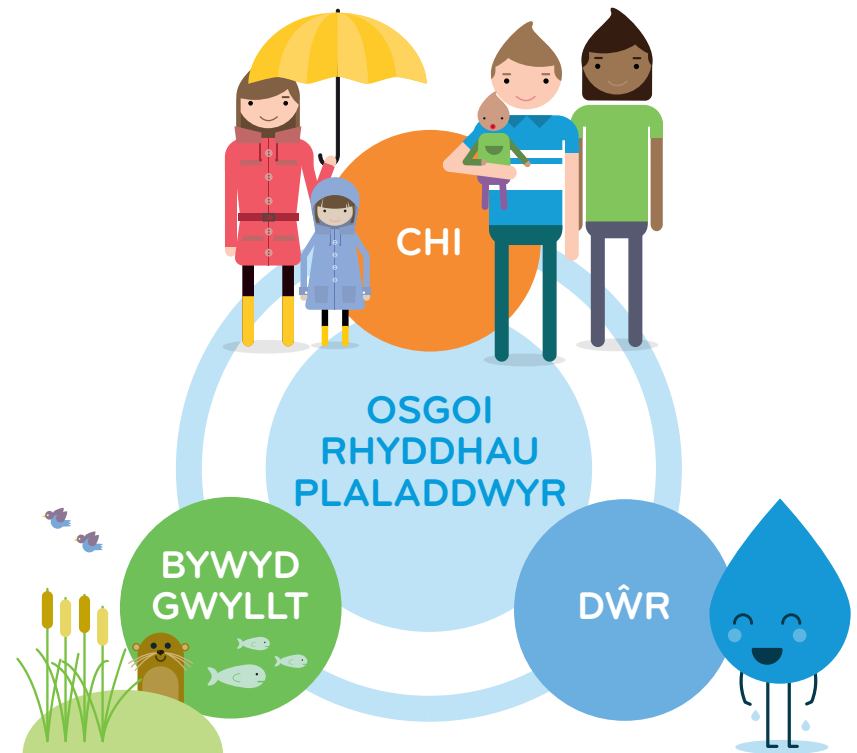 CHI
OSGOI
RHYDDHAU
PLALADDWYR
BYWYD
GWYLLT
DŴR